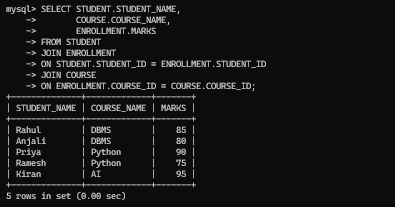 mysql> SELECT STUDENT.STUDENT_NAME,
    ->        COURSE.COURSE_NAME,
    ->        ENROLLMENT.MARKS
    -> FROM STUDENT
    -> JOIN ENROLLMENT
    -> ON STUDENT.STUDENT_ID = ENROLLMENT.STUDENT_ID
    -> JOIN COURSE
    -> ON ENROLLMENT.COURSE_ID = COURSE.COURSE_ID;
+--------------+-------------+-------+
| STUDENT_NAME | COURSE_NAME | MARKS |
+--------------+-------------+-------+
| Rahul        | DBMS        |    85 |
| Anjali       | DBMS        |    80 |
| Priya        | Python      |    90 |
| Ramesh       | Python      |    75 |
| Kiran        | AI          |    95 |
+--------------+-------------+-------+
5 rows in set (0.00 sec)